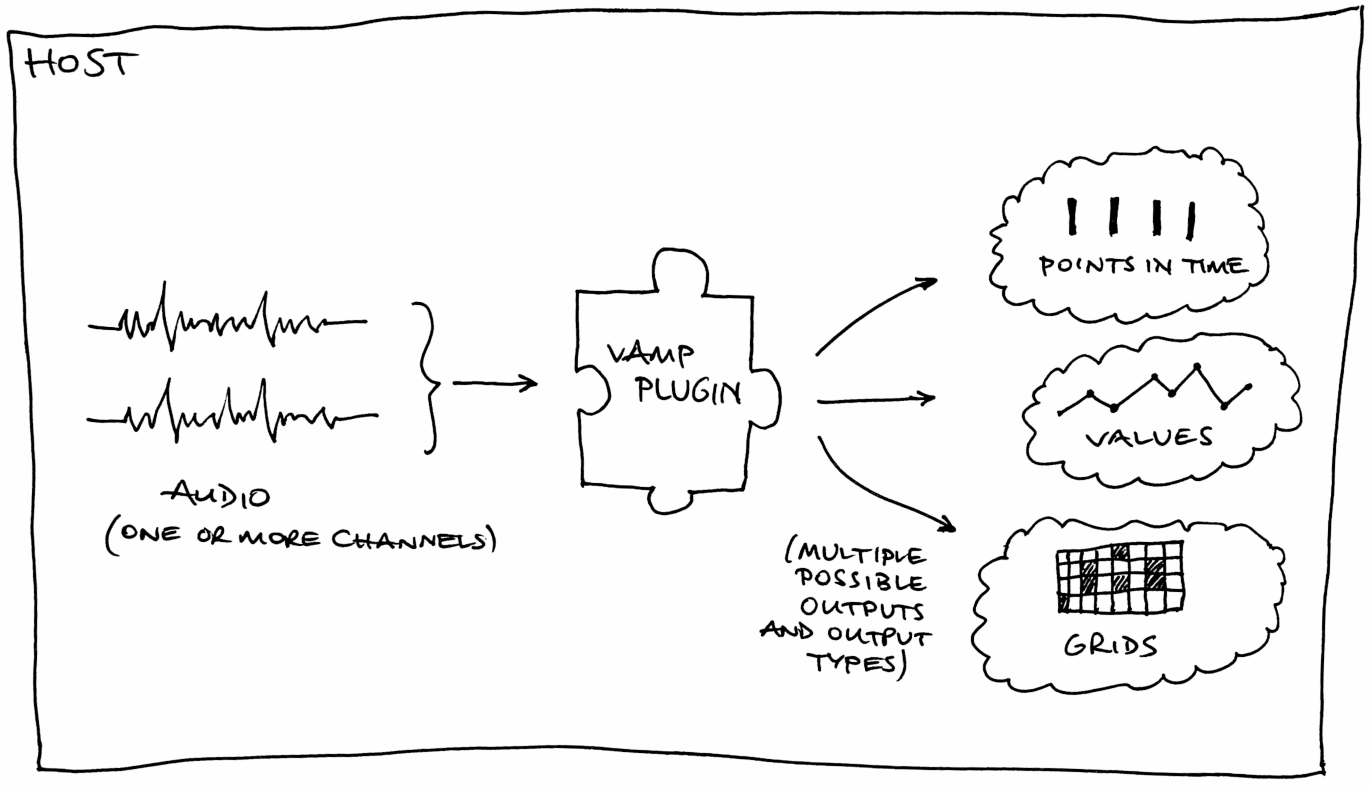 HOST
AUDIO
(ONE OR MORE CHANNELS)
VAMP
PLUGIN
(MULTIPLE
POSSIBLE
OUTPUTS
AND OUTPUT
TYPES)
POINTS IN TIME
VALUES
GRIDS